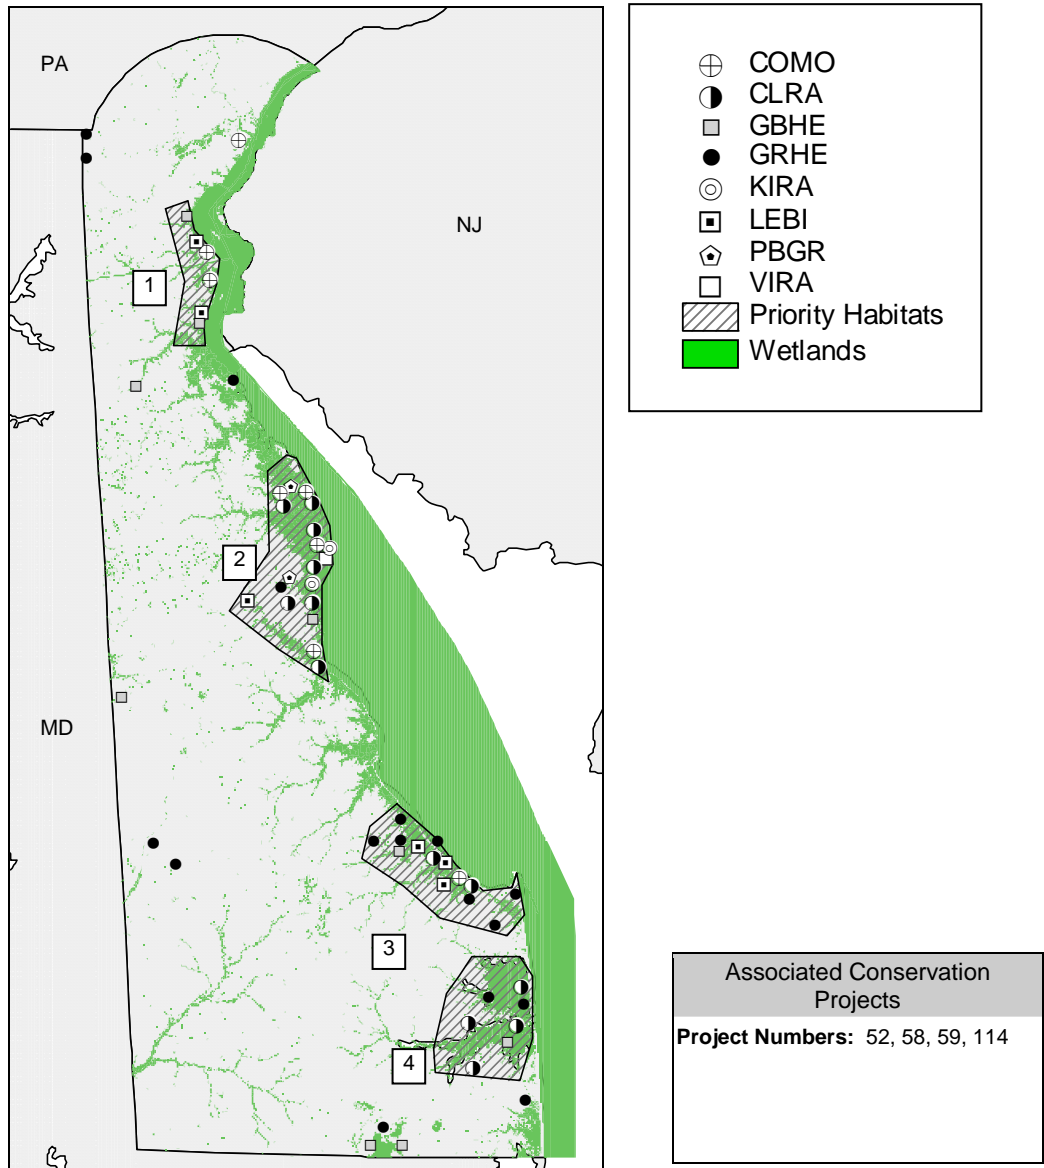 PA
NJ
MD
1
2
3
4
COMO
CLRA
GBHE
GRHE
KIRA
LEBI
PBGR
VIRA
Priority Habitats
Wetlands
Associated Conservation
Projects
Project Numbers: 52, 58, 59, 114